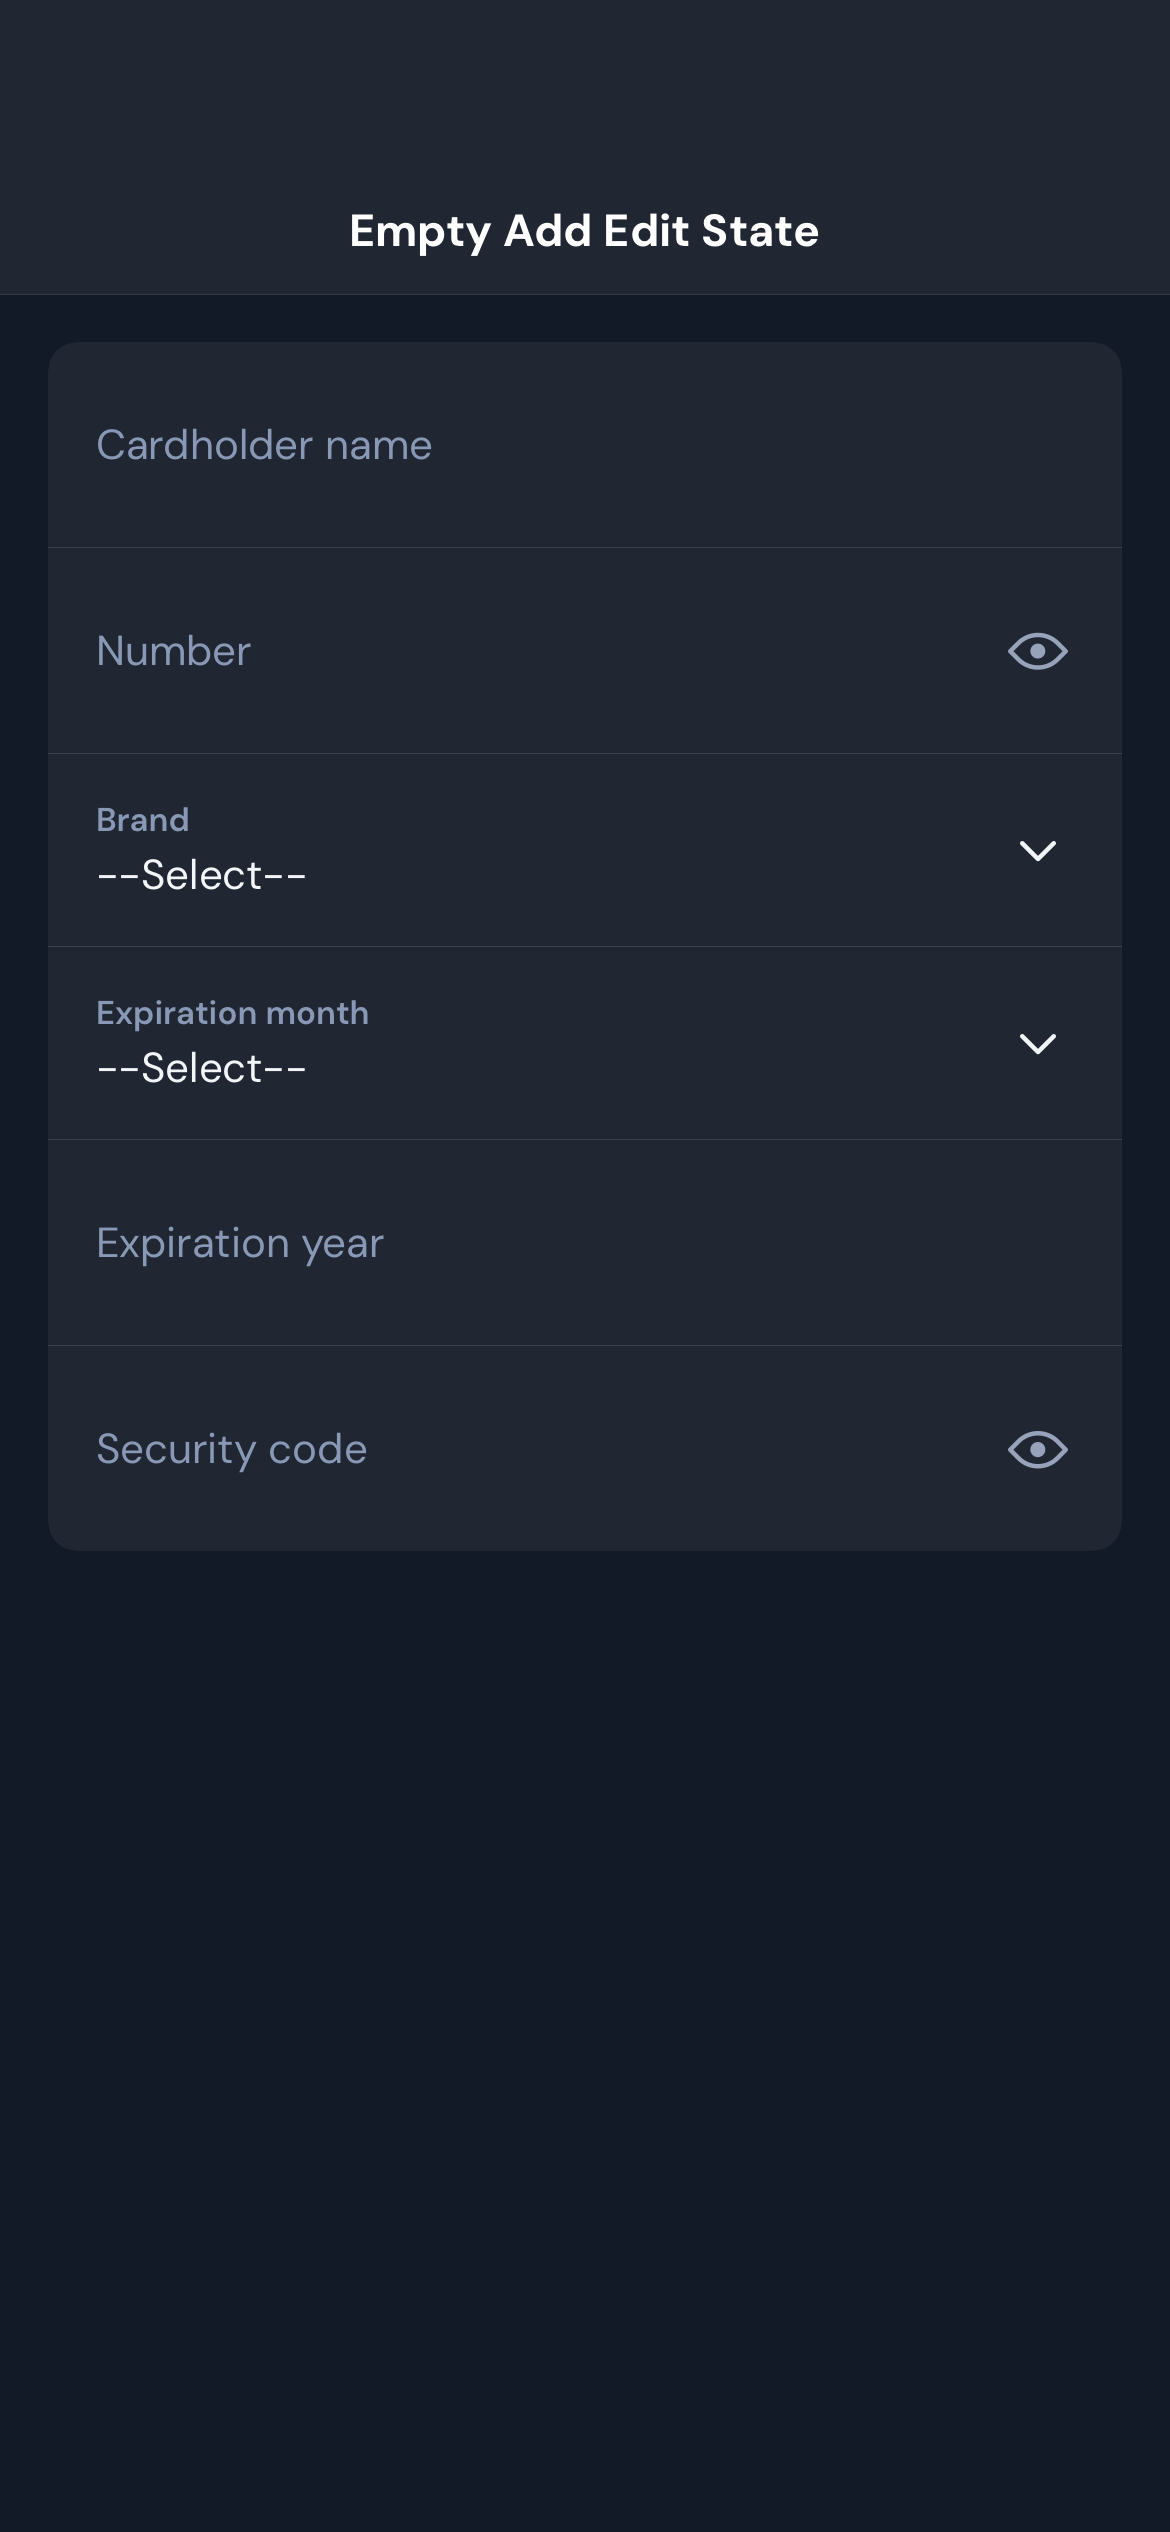 Empty Add Edit State
Cardholder name
Number
Brand
--Select--
Expiration month
--Select--
Expiration year
Security code